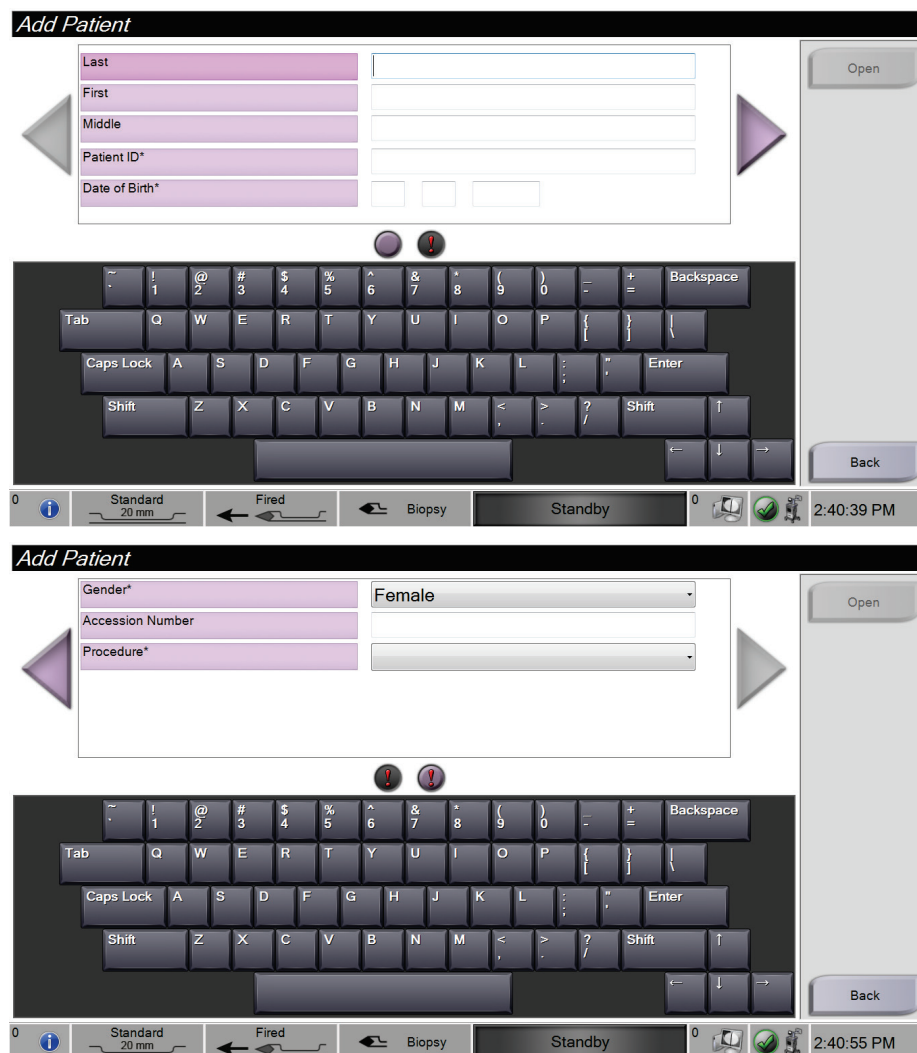 Add Patient
Last
Open
First
Middle
Patient ID*
Date of Birth*
! !
~ ! @ # $ % ^ & * ( ) _ + Backspace
` 1 2 3 4 5 6 7 8 9 0 - =
Tab Q W E R T Y U I O P { } |
[ ] \
Caps Lock A S D F G H J K L : " Enter
; '
Shift Z X C V B N M < > ? Shift ↑
, . /
← ↓ →
Back
0 i Standard Fired Biopsy Standby 0 2:40:39 PM
20 mm
Add Patient
Gender* Female
Open
Accession Number
Procedure*
! !
~ ! @ # $ % ^ & * ( ) _ + Backspace
` 1 2 3 4 5 6 7 8 9 0 - =
Tab Q W E R T Y U I O P { } |
[ ] \
Caps Lock A S D F G H J K L : " Enter
; '
Shift Z X C V B N M < > ? Shift ↑
, . /
← ↓ →
Back
0 i Standard Fired Biopsy Standby 0 2:40:55 PM
20 mm